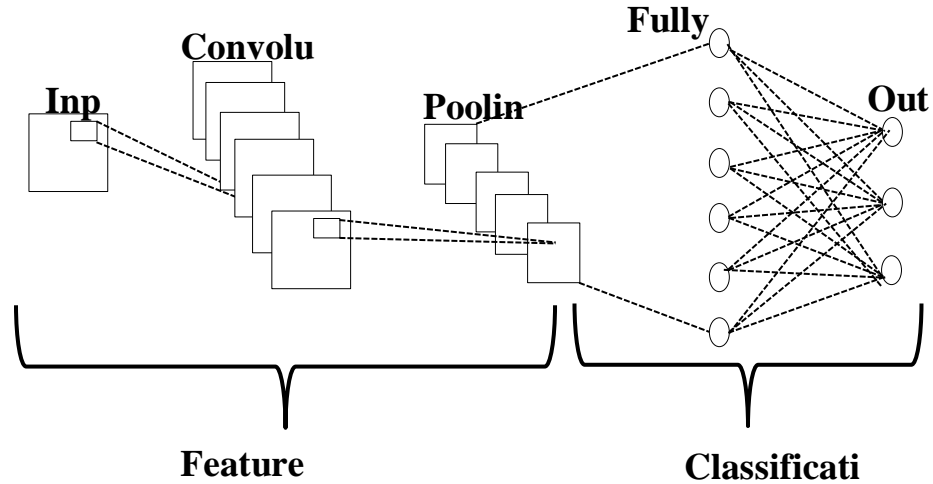 Fully
Convolu
Inp
Poolin
Out
Feature
Classificati